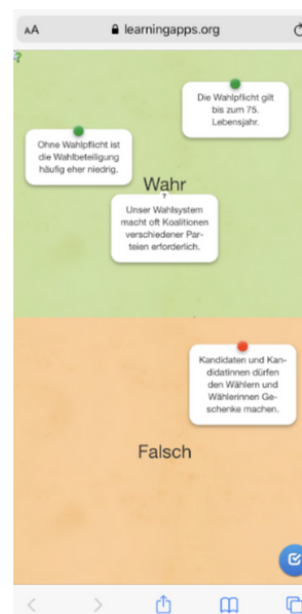 AA learningapps.org
Die Wahlpflicht gilt
bis zum 75.
Lebensjahr.
Ohne Wahlpflicht ist
die Wahlbeteiligung
häufig eher niedrig.
Wahr
?
Unser Wahlsystem
macht oft Koalitionen
verschiedener Par-
teien erforderlich.
Kandidaten und Kan-
didatinnen dürfen
den Wählern und
Wählerinnen Ge-
schenke machen.
Falsch